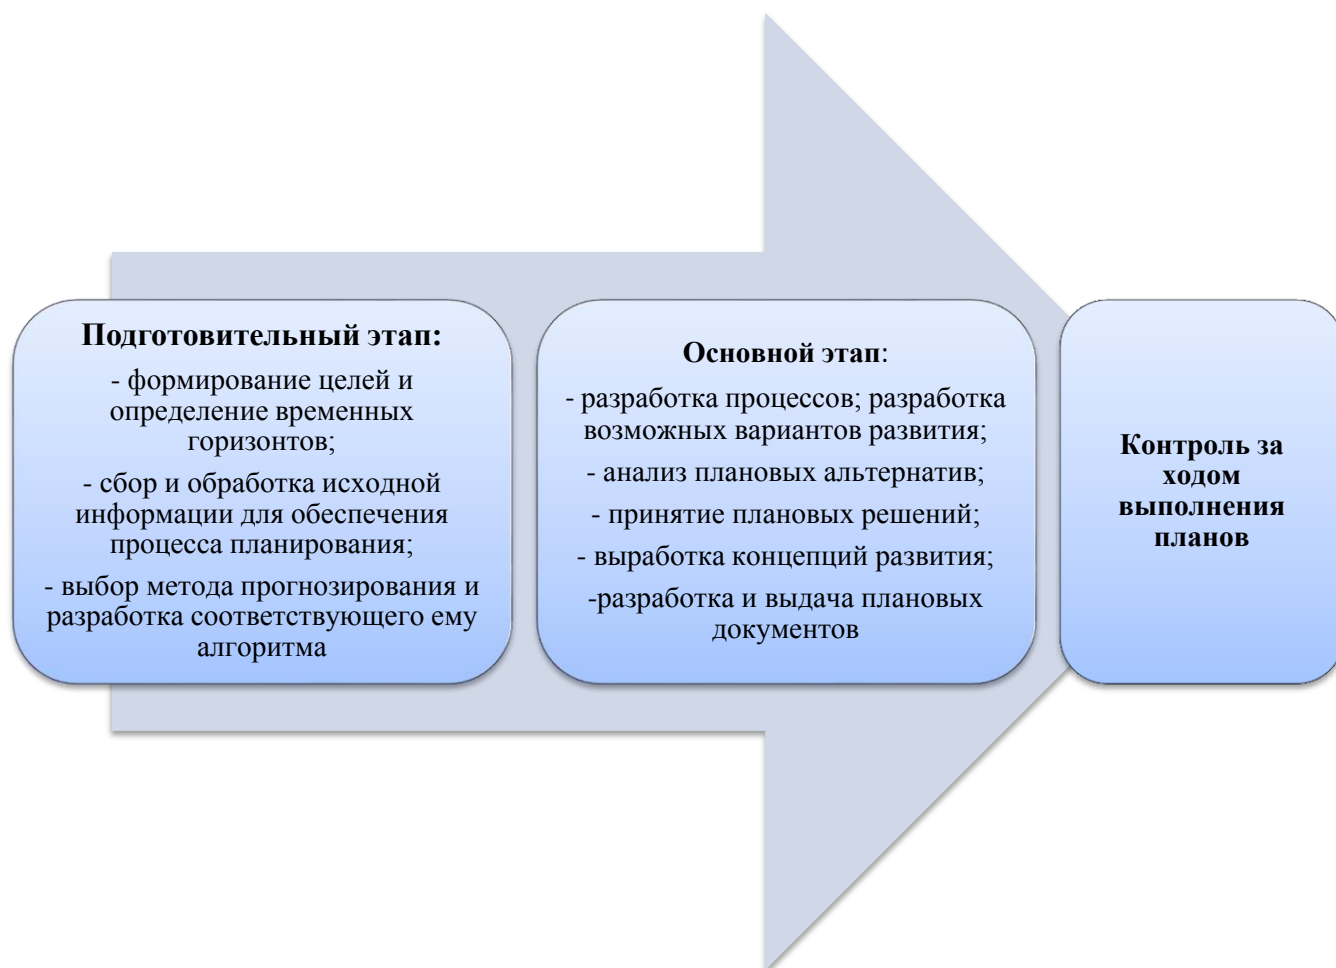 Подготовительный этап:
- формирование целей и
определение временных
горизонтов;
- сбор и обработка исходной
информации для обеспечения
процесса планирования;
- выбор метода прогнозирования и
разработка соответствующего ему
алгоритма
Основной этап:
- разработка процессов; разработка
возможных вариантов развития;
- анализ плановых альтернатив;
- принятие плановых решений;
- выработка концепций развития;
-разработка и выдача плановых
документов
Контроль за
ходом
выполнения
планов